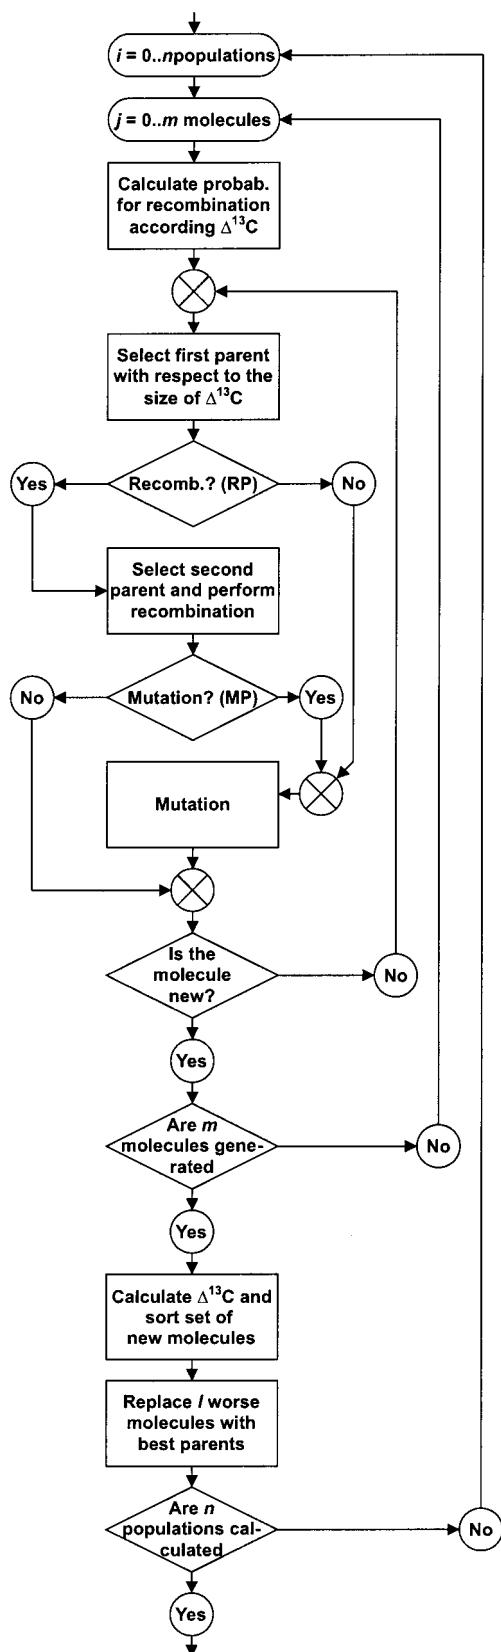 i = 0..npopulations
j = 0..m molecules
Calculate probab.
for recombination
according Δ¹³C
Select first parent
with respect to the
size of Δ¹³C
Yes
Recomb.? (RP)
No
Select second
parent and perform
recombination
No
Mutation? (MP)
Yes
Mutation
Is the
molecule
new?
No
Yes
Are m
molecules gene-
rated
No
Yes
Calculate Δ¹³C and
sort set of
new molecules
Replace l worse
molecules with
best parents
Are n
populations cal-
culated
No
Yes